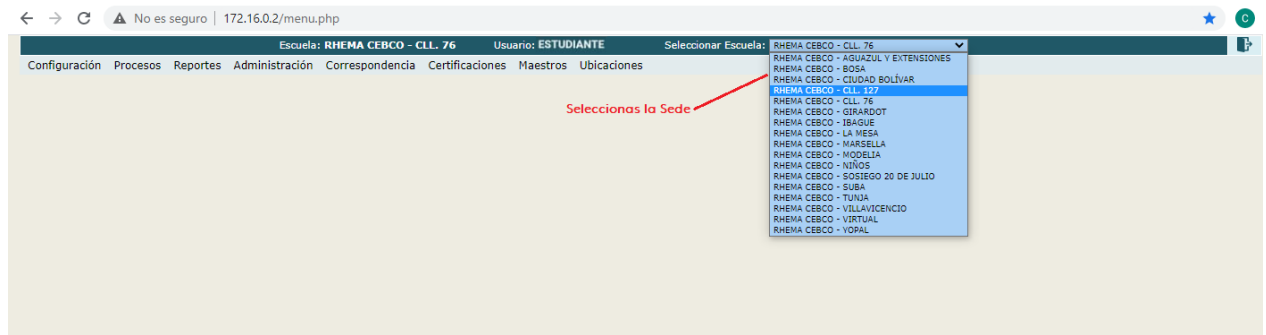 No es seguro | 172.16.0.2/menu.php
C
Escuela: RHEMA CEBCO - CLL. 76 Usuario: ESTUDIANTE Seleccionar Escuela: RHEMA CEBCO - CLL. 76
Configuración Procesos Reportes Administración Correspondencia Certificaciones Maestros Ubicaciones
Seleccionas la Sede
RHEMA CEBCO - AGUAZUL Y EXTENSIONES
RHEMA CEBCO - BOSA
RHEMA CEBCO - CIUDAD BOLÍVAR
RHEMA CEBCO - CLL. 127
RHEMA CEBCO - CLL. 76
RHEMA CEBCO - GIRARDOT
RHEMA CEBCO - IBAGUE
RHEMA CEBCO - LA MESA
RHEMA CEBCO - MARSELLA
RHEMA CEBCO - MODELIA
RHEMA CEBCO - NIÑOS
RHEMA CEBCO - SOSIEGO 20 DE JULIO
RHEMA CEBCO - SUBA
RHEMA CEBCO - TUNJA
RHEMA CEBCO - VILLAVICENCIO
RHEMA CEBCO - VIRTUAL
RHEMA CEBCO - YOPAL